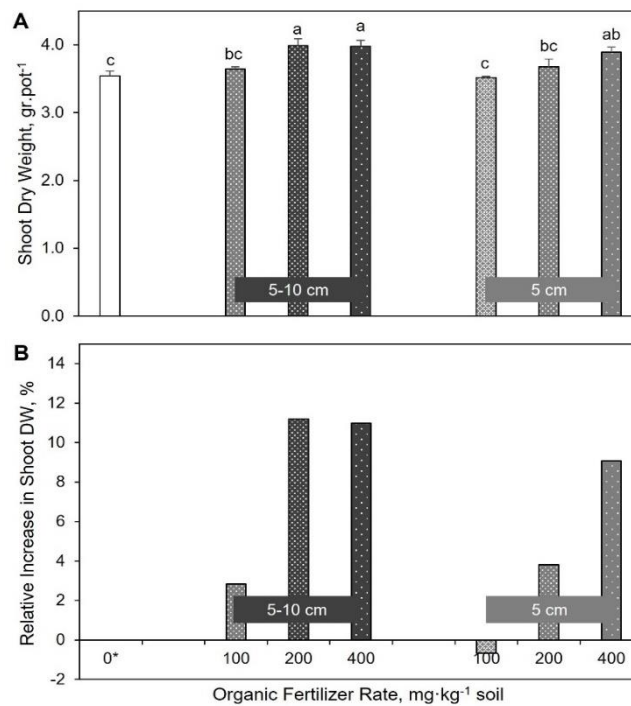 A
Shoot Dry Weight, gr.pot⁻¹
5.0
4.0
3.0
2.0
1.0
0.0
c
bc
a
a
c
bc
ab
5-10 cm
5 cm
B
Relative Increase in Shoot DW, %
14
12
10
8
6
4
2
0
-2
5-10 cm
5 cm
0*
100
200
400
100
200
400
Organic Fertilizer Rate, mg·kg⁻¹ soil